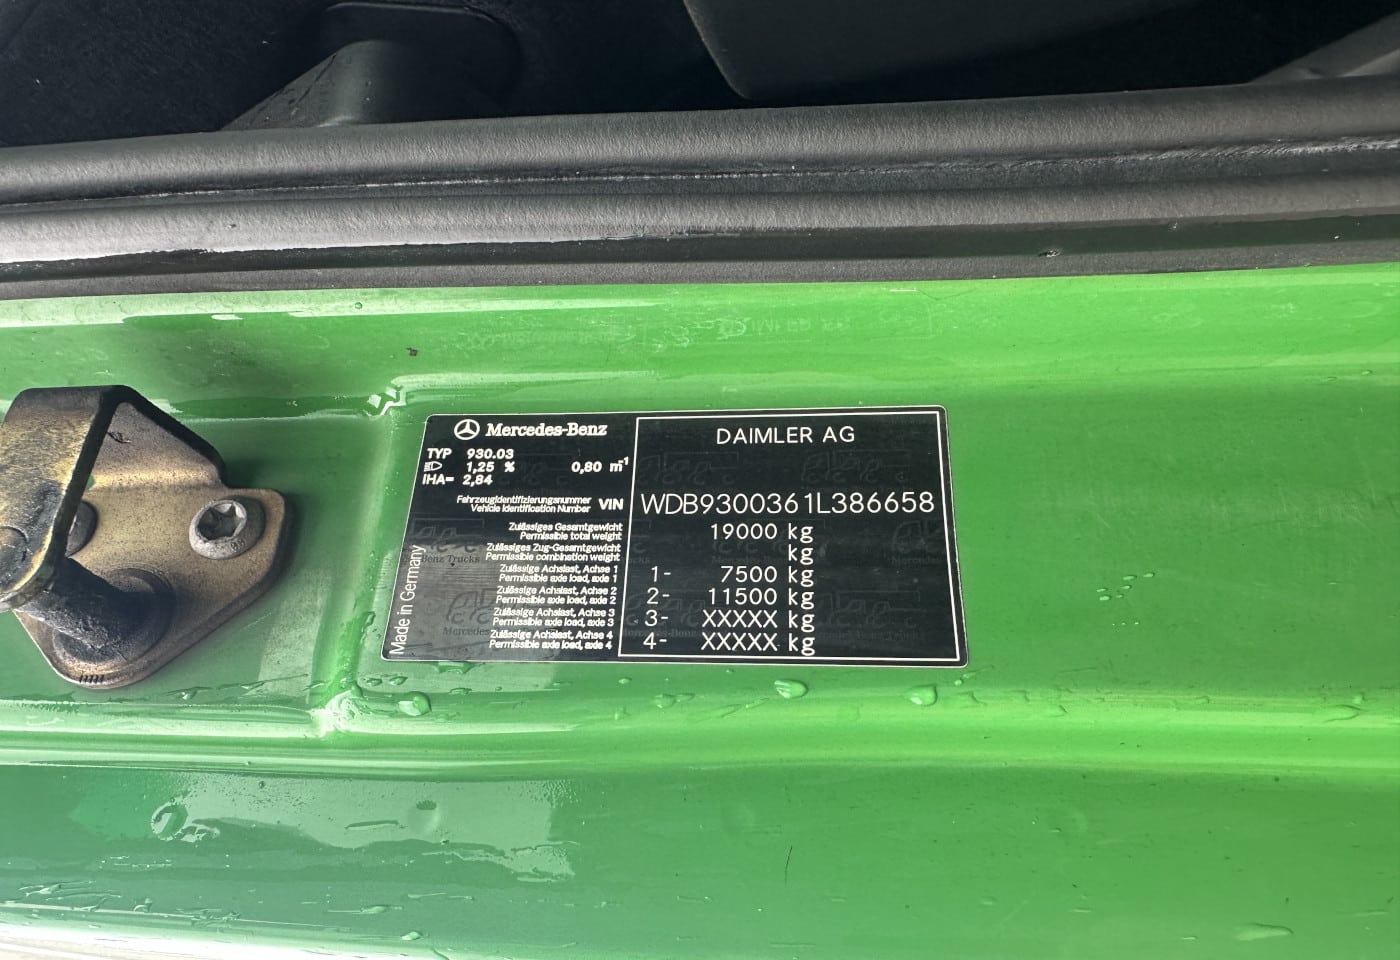 Mercedes-Benz
TYP 930.03
1,25 % 0,80 m⁻¹
IHA= 2,84
Fahrzeugidentifizierungsnummer
Vehicle Identification Number
VIN
Zulässiges Gesamtgewicht
Permissible total weight
Zulässiges Zug-Gesamtgewicht
Permissible combination weight
Zulässige Achslast, Achse 1
Permissible axle load, axle 1
Zulässige Achslast, Achse 2
Permissible axle load, axle 2
Zulässige Achslast, Achse 3
Permissible axle load, axle 3
Zulässige Achslast, Achse 4
Permissible axle load, axle 4
Made in Germany
DAIMLER AG
WDB9300361L386658
19000 kg
kg
1- 7500 kg
2- 11500 kg
3- XXXXX kg
4- XXXXX kg